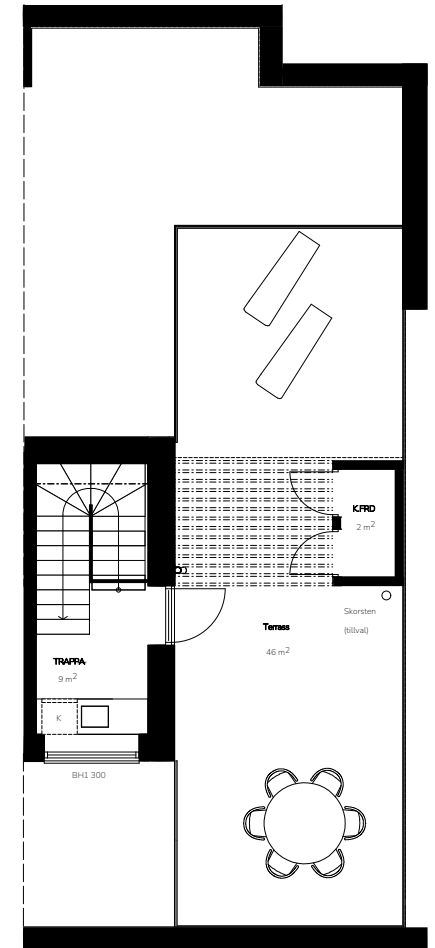 K.FRD
2 m²
Skorsten
(tillval)
Terrass
46 m²
TRAPPA
9 m²
K
BH1 300